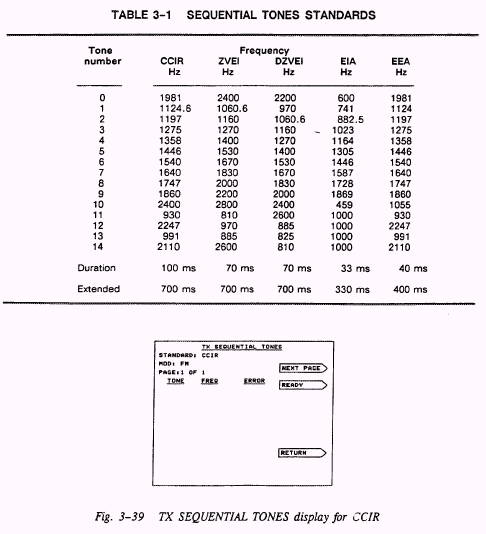 TABLE 3-1 SEQUENTIAL TONES STANDARDS
Tone number Frequency
CCIR Hz ZVEI Hz DZVEI Hz EIA Hz EEA Hz
0 1981 2400 2200 600 1981
1 1124.6 1060.6 970 741 1124
2 1197 1160 1060.6 882.5 1197
3 1275 1270 1160 1023 1275
4 1358 1400 1270 1164 1358
5 1446 1530 1400 1305 1446
6 1540 1670 1530 1446 1540
7 1640 1830 1670 1587 1640
8 1747 2000 1830 1728 1747
9 1860 2200 2000 1869 1860
10 2400 2800 2400 459 1055
11 930 810 2600 1000 930
12 2247 970 885 1000 2247
13 991 885 825 1000 991
14 2110 2600 810 1000 2110
Duration 100 ms 70 ms 70 ms 33 ms 40 ms
Extended 700 ms 700 ms 700 ms 330 ms 400 ms
TX SEQUENTIAL TONES
STANDARD: CCIR
MOD: FM
PAGE:1 OF 1
NEXT PAGE
TONE FREQ ERROR
READY
RETURN
Fig. 3-39 TX SEQUENTIAL TONES display for CCIR